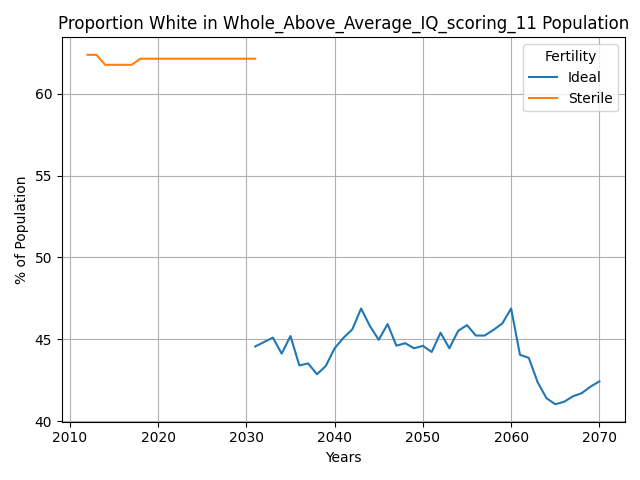 Proportion White in Whole_Above_Average_IQ_scoring_11 Population
Fertility
Ideal
Sterile
% of Population
60
55
50
45
40
2010 2020 2030 2040 2050 2060 2070
Years